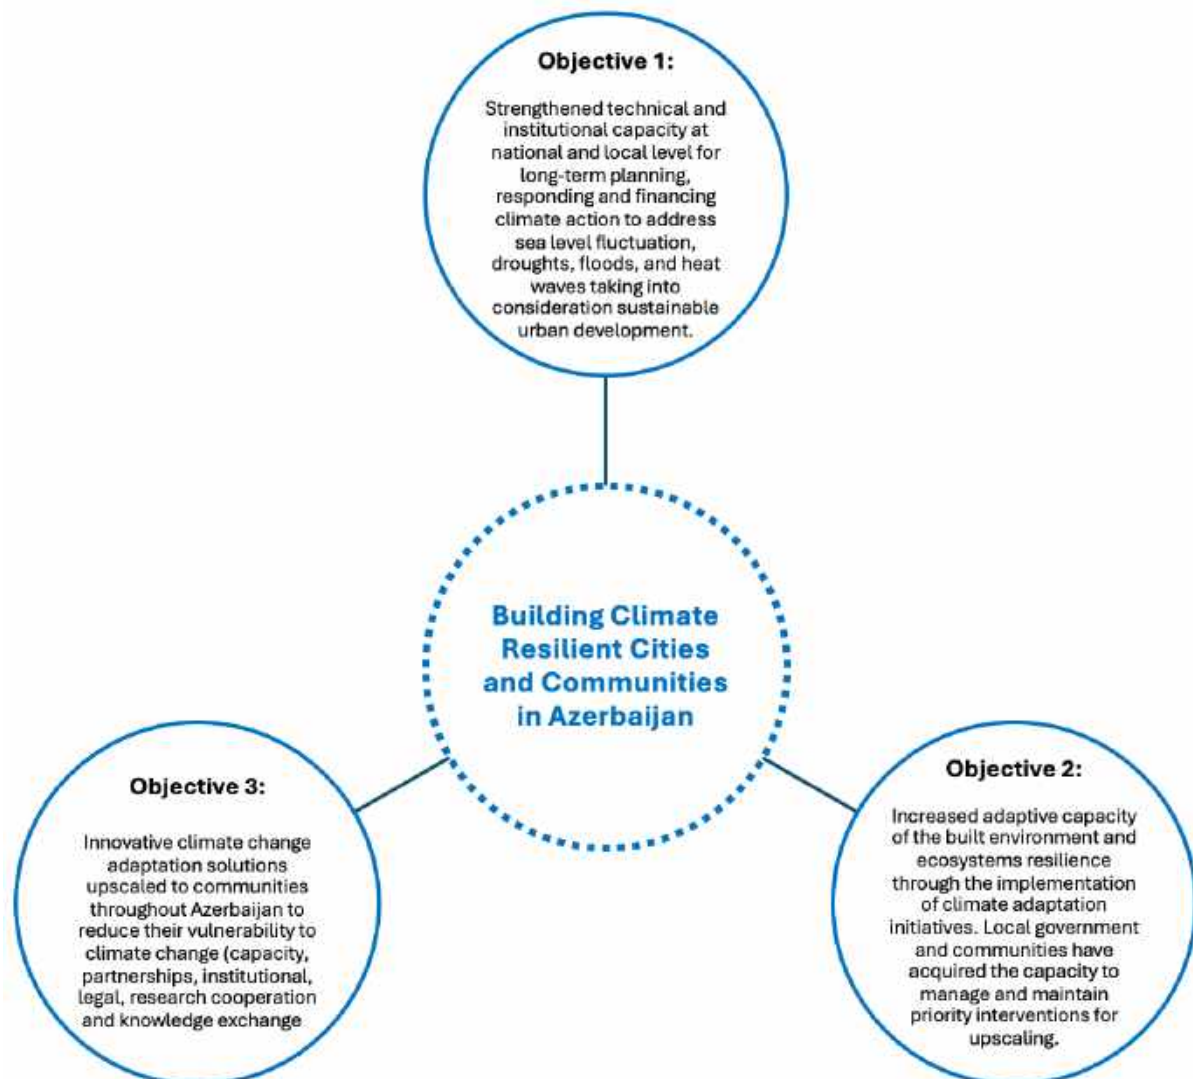 Objective 1:
Strengthened technical and
institutional capacity at
national and local level for
long-term planning,
responding and financing
climate action to address
sea level fluctuation,
droughts, floods, and heat
waves taking into
consideration sustainable
urban development.
Building Climate
Resilient Cities
and Communities
in Azerbaijan
Objective 3:
Innovative climate change
adaptation solutions
upscaled to communities
throughout Azerbaijan to
reduce their vulnerability to
climate change (capacity,
partnerships, institutional,
legal, research cooperation
and knowledge exchange
Objective 2:
Increased adaptive capacity
of the built environment and
ecosystems resilience
through the implementation
of climate adaptation
initiatives. Local government
and communities have
acquired the capacity to
manage and maintain
priority interventions for
upscaling.